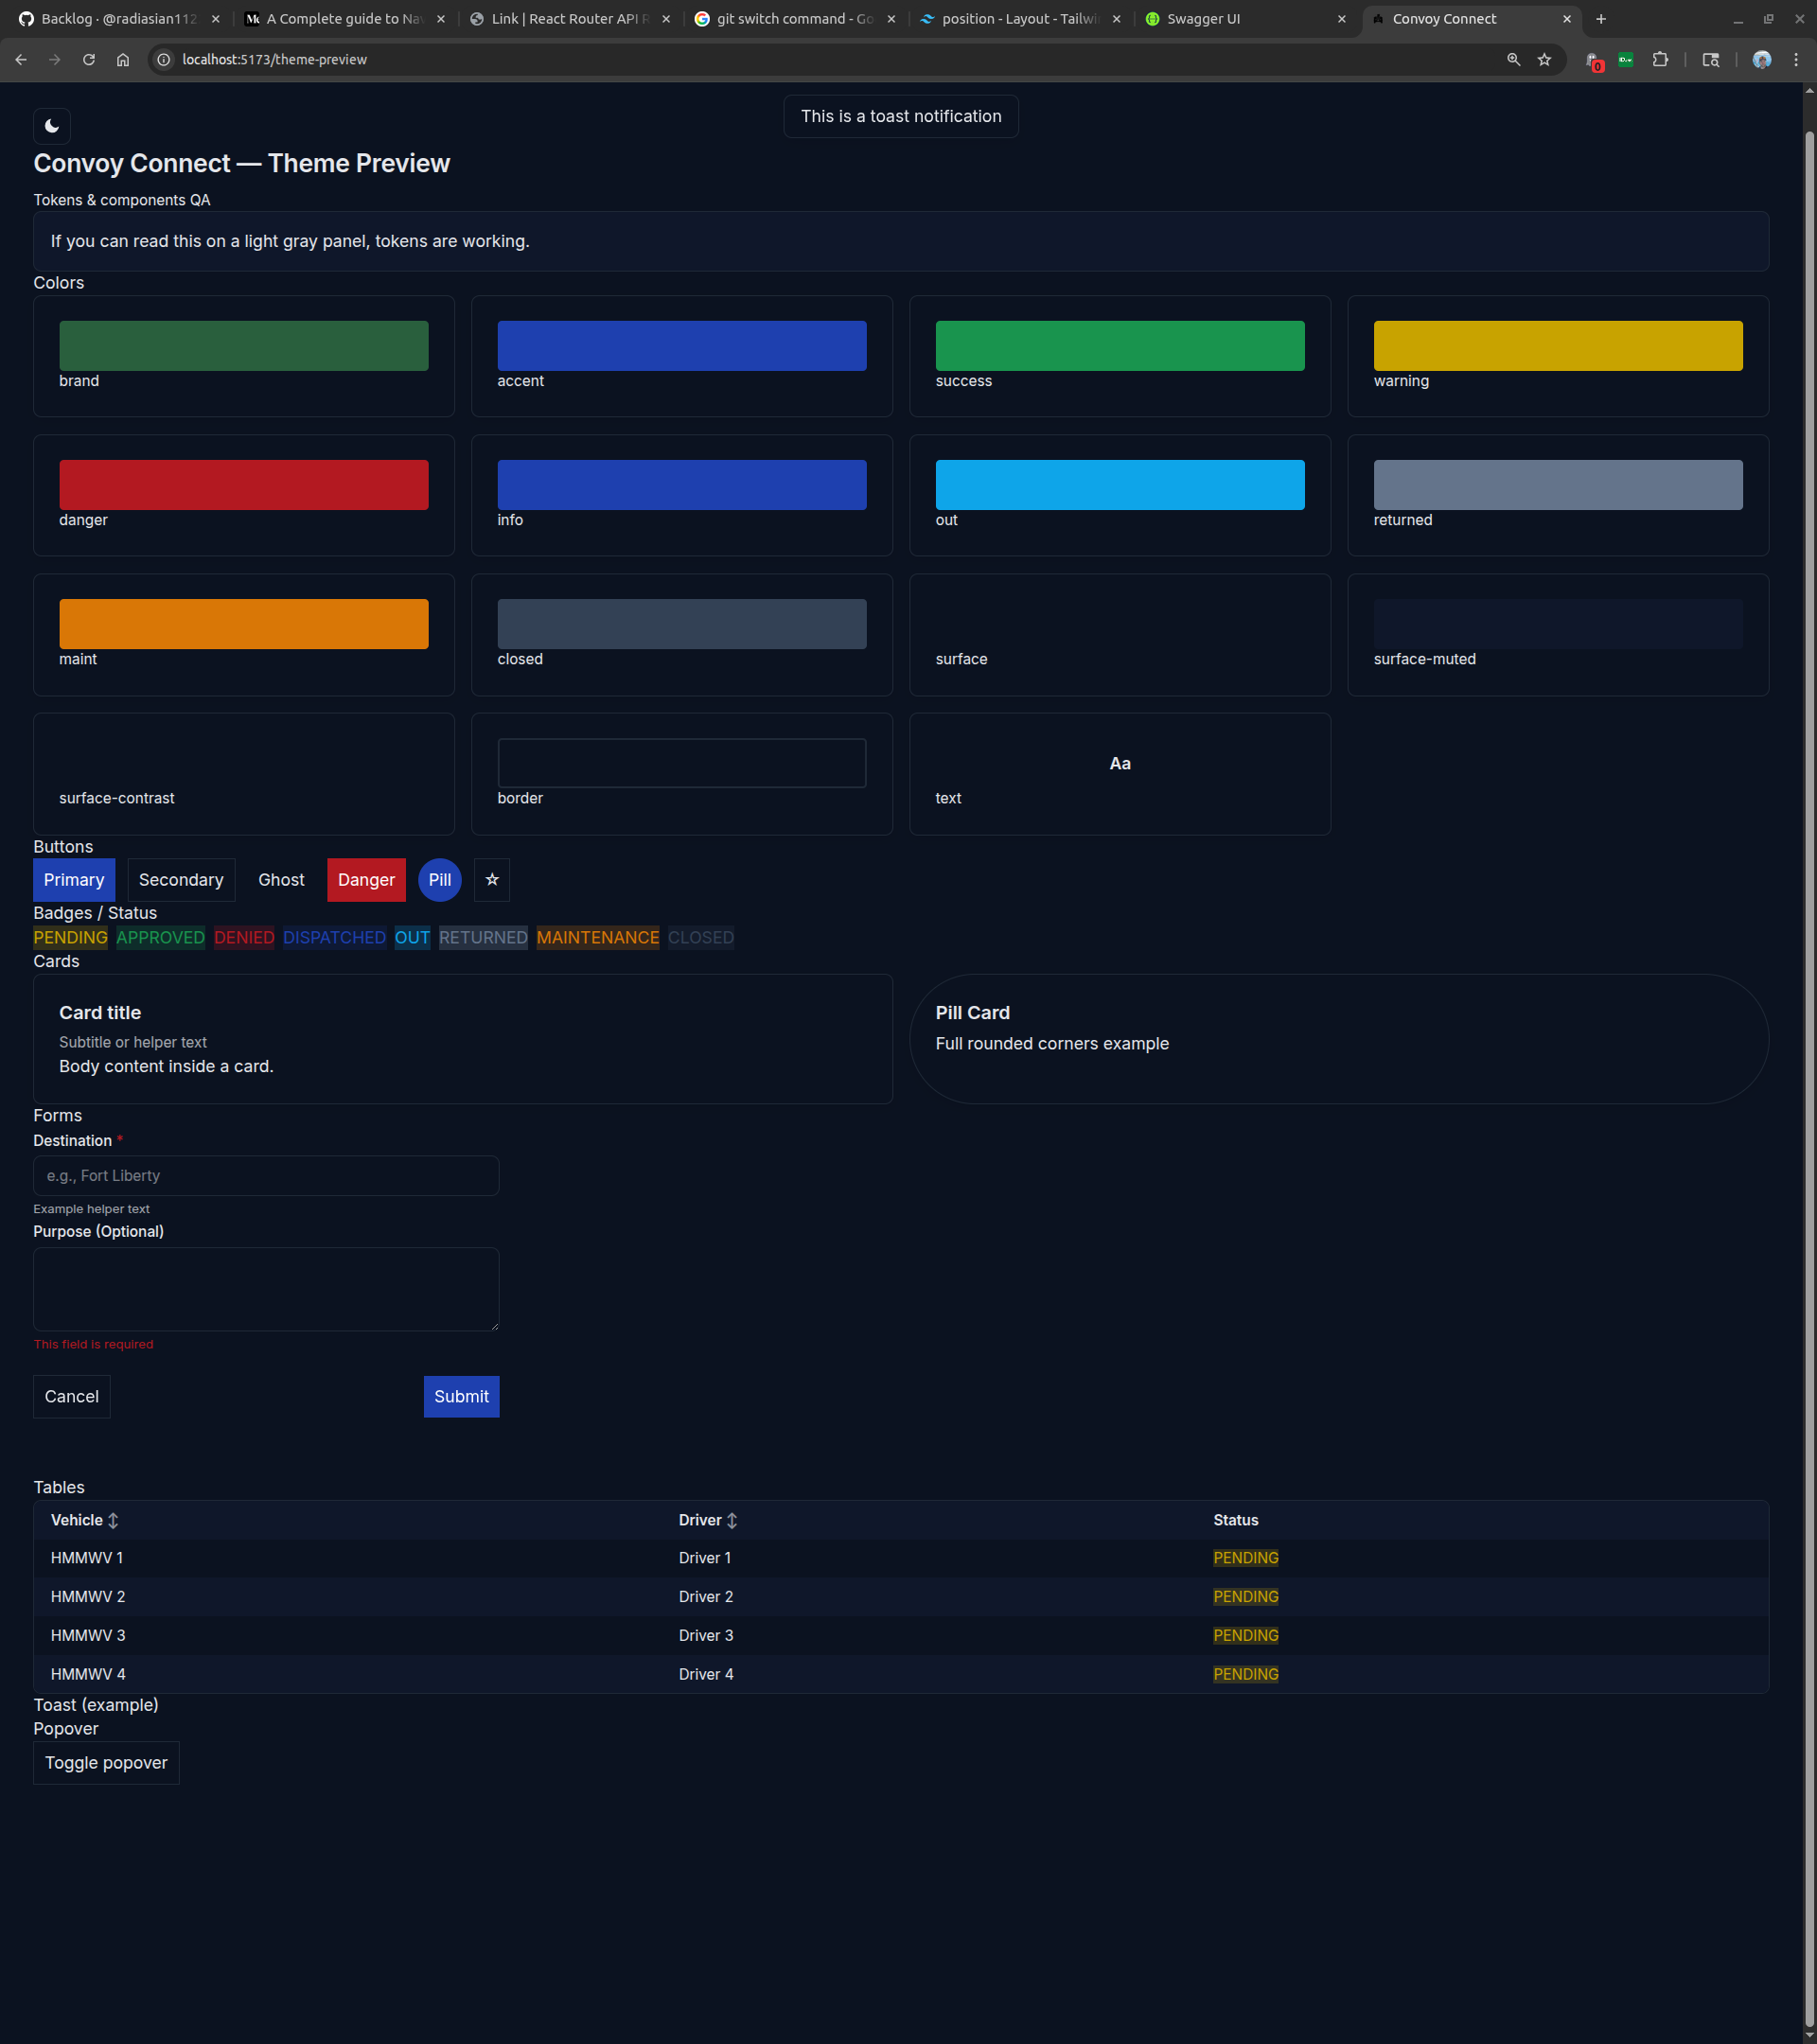 Backlog · @radiasian112
A Complete guide to Nav
Link | React Router API R
git switch command - Go
position - Layout - Tailwi
Swagger UI
Convoy Connect
localhost:5173/theme-preview
0
This is a toast notification
Convoy Connect — Theme Preview
Tokens & components QA
If you can read this on a light gray panel, tokens are working.
Colors
brand accent success warning
danger info out returned
maint closed surface surface-muted
Aa
surface-contrast border text
Buttons
Primary Secondary Ghost Danger Pill ☆
Badges / Status
PENDING APPROVED DENIED DISPATCHED OUT RETURNED MAINTENANCE CLOSED
Cards
Card title
Subtitle or helper text
Body content inside a card.
Pill Card
Full rounded corners example
Forms
Destination *
e.g., Fort Liberty
Example helper text
Purpose (Optional)
This field is required
Cancel Submit
Tables
Vehicle ↕ Driver ↕ Status
HMMWV 1 Driver 1 PENDING
HMMWV 2 Driver 2 PENDING
HMMWV 3 Driver 3 PENDING
HMMWV 4 Driver 4 PENDING
Toast (example)
Popover
Toggle popover